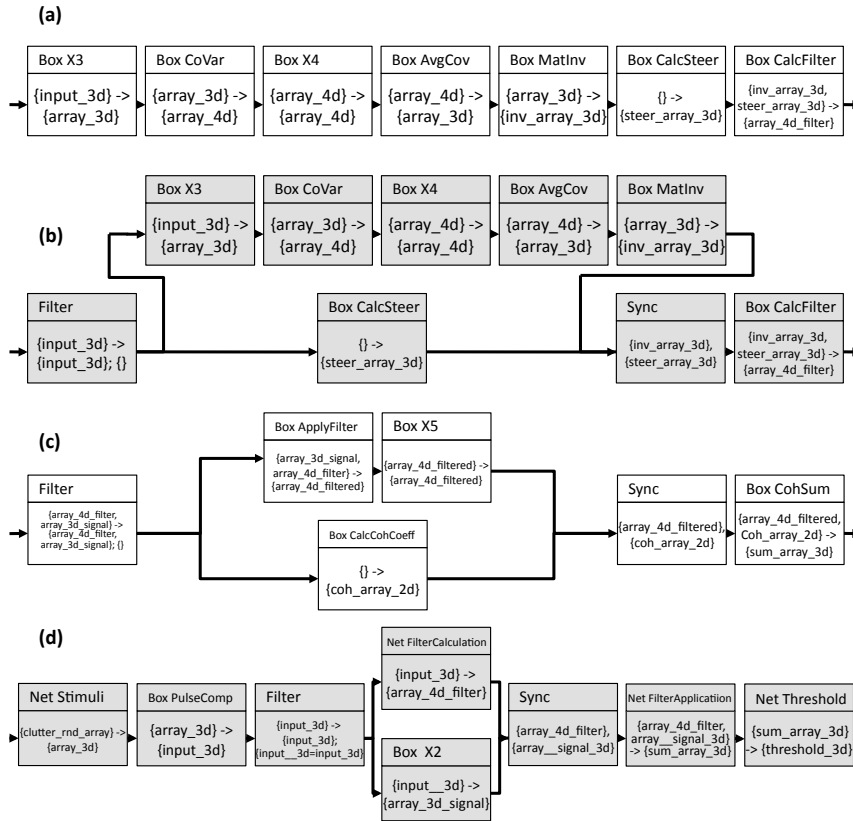 (a)
Box X3
{input_3d} ->
{array_3d}
Box CoVar
{array_3d} ->
{array_4d}
Box X4
{array_4d} ->
{array_4d}
Box AvgCov
{array_4d} ->
{array_3d}
Box MatInv
{array_3d} ->
{inv_array_3d}
Box CalcSteer
{} ->
{steer_array_3d}
Box CalcFilter
{inv_array_3d,
steer_array_3d} ->
{array_4d_filter}
(b)
Box X3
{input_3d} ->
{array_3d}
Box CoVar
{array_3d} ->
{array_4d}
Box X4
{array_4d} ->
{array_4d}
Box AvgCov
{array_4d} ->
{array_3d}
Box MatInv
{array_3d} ->
{inv_array_3d}
Filter
{input_3d} ->
{input_3d}; {}
Box CalcSteer
{} ->
{steer_array_3d}
Sync
{inv_array_3d},
{steer_array_3d}
Box CalcFilter
{inv_array_3d,
steer_array_3d} ->
{array_4d_filter}
(c)
Filter
{array_4d_filter,
array_3d_signal} ->
{array_4d_filter,
array_3d_signal}; {}
Box ApplyFilter
{array_3d_signal,
array_4d_filter} ->
{array_4d_filtered}
Box X5
{array_4d_filtered} ->
{array_4d_filtered}
Box CalcCohCoeff
{} ->
{coh_array_2d}
Sync
{array_4d_filtered},
{coh_array_2d}
Box CohSum
{array_4d_filtered,
Coh_array_2d} ->
{sum_array_3d}
(d)
Net Stimuli
{clutter_rnd_array} ->
{array_3d}
Box PulseComp
{array_3d} ->
{input_3d}
Filter
{input_3d} ->
{input_3d};
{input__3d=input_3d}
Net FilterCalculation
{input_3d} ->
{array_4d_filter}
Box X2
{input__3d} ->
{array_3d_signal}
Sync
{array_4d_filter},
{array__signal_3d}
Net FilterApplicatiion
{array_4d_filter,
array__signal_3d}
-> {sum_array_3d}
Net Threshold
{sum_array_3d}
-> {threshold_3d}